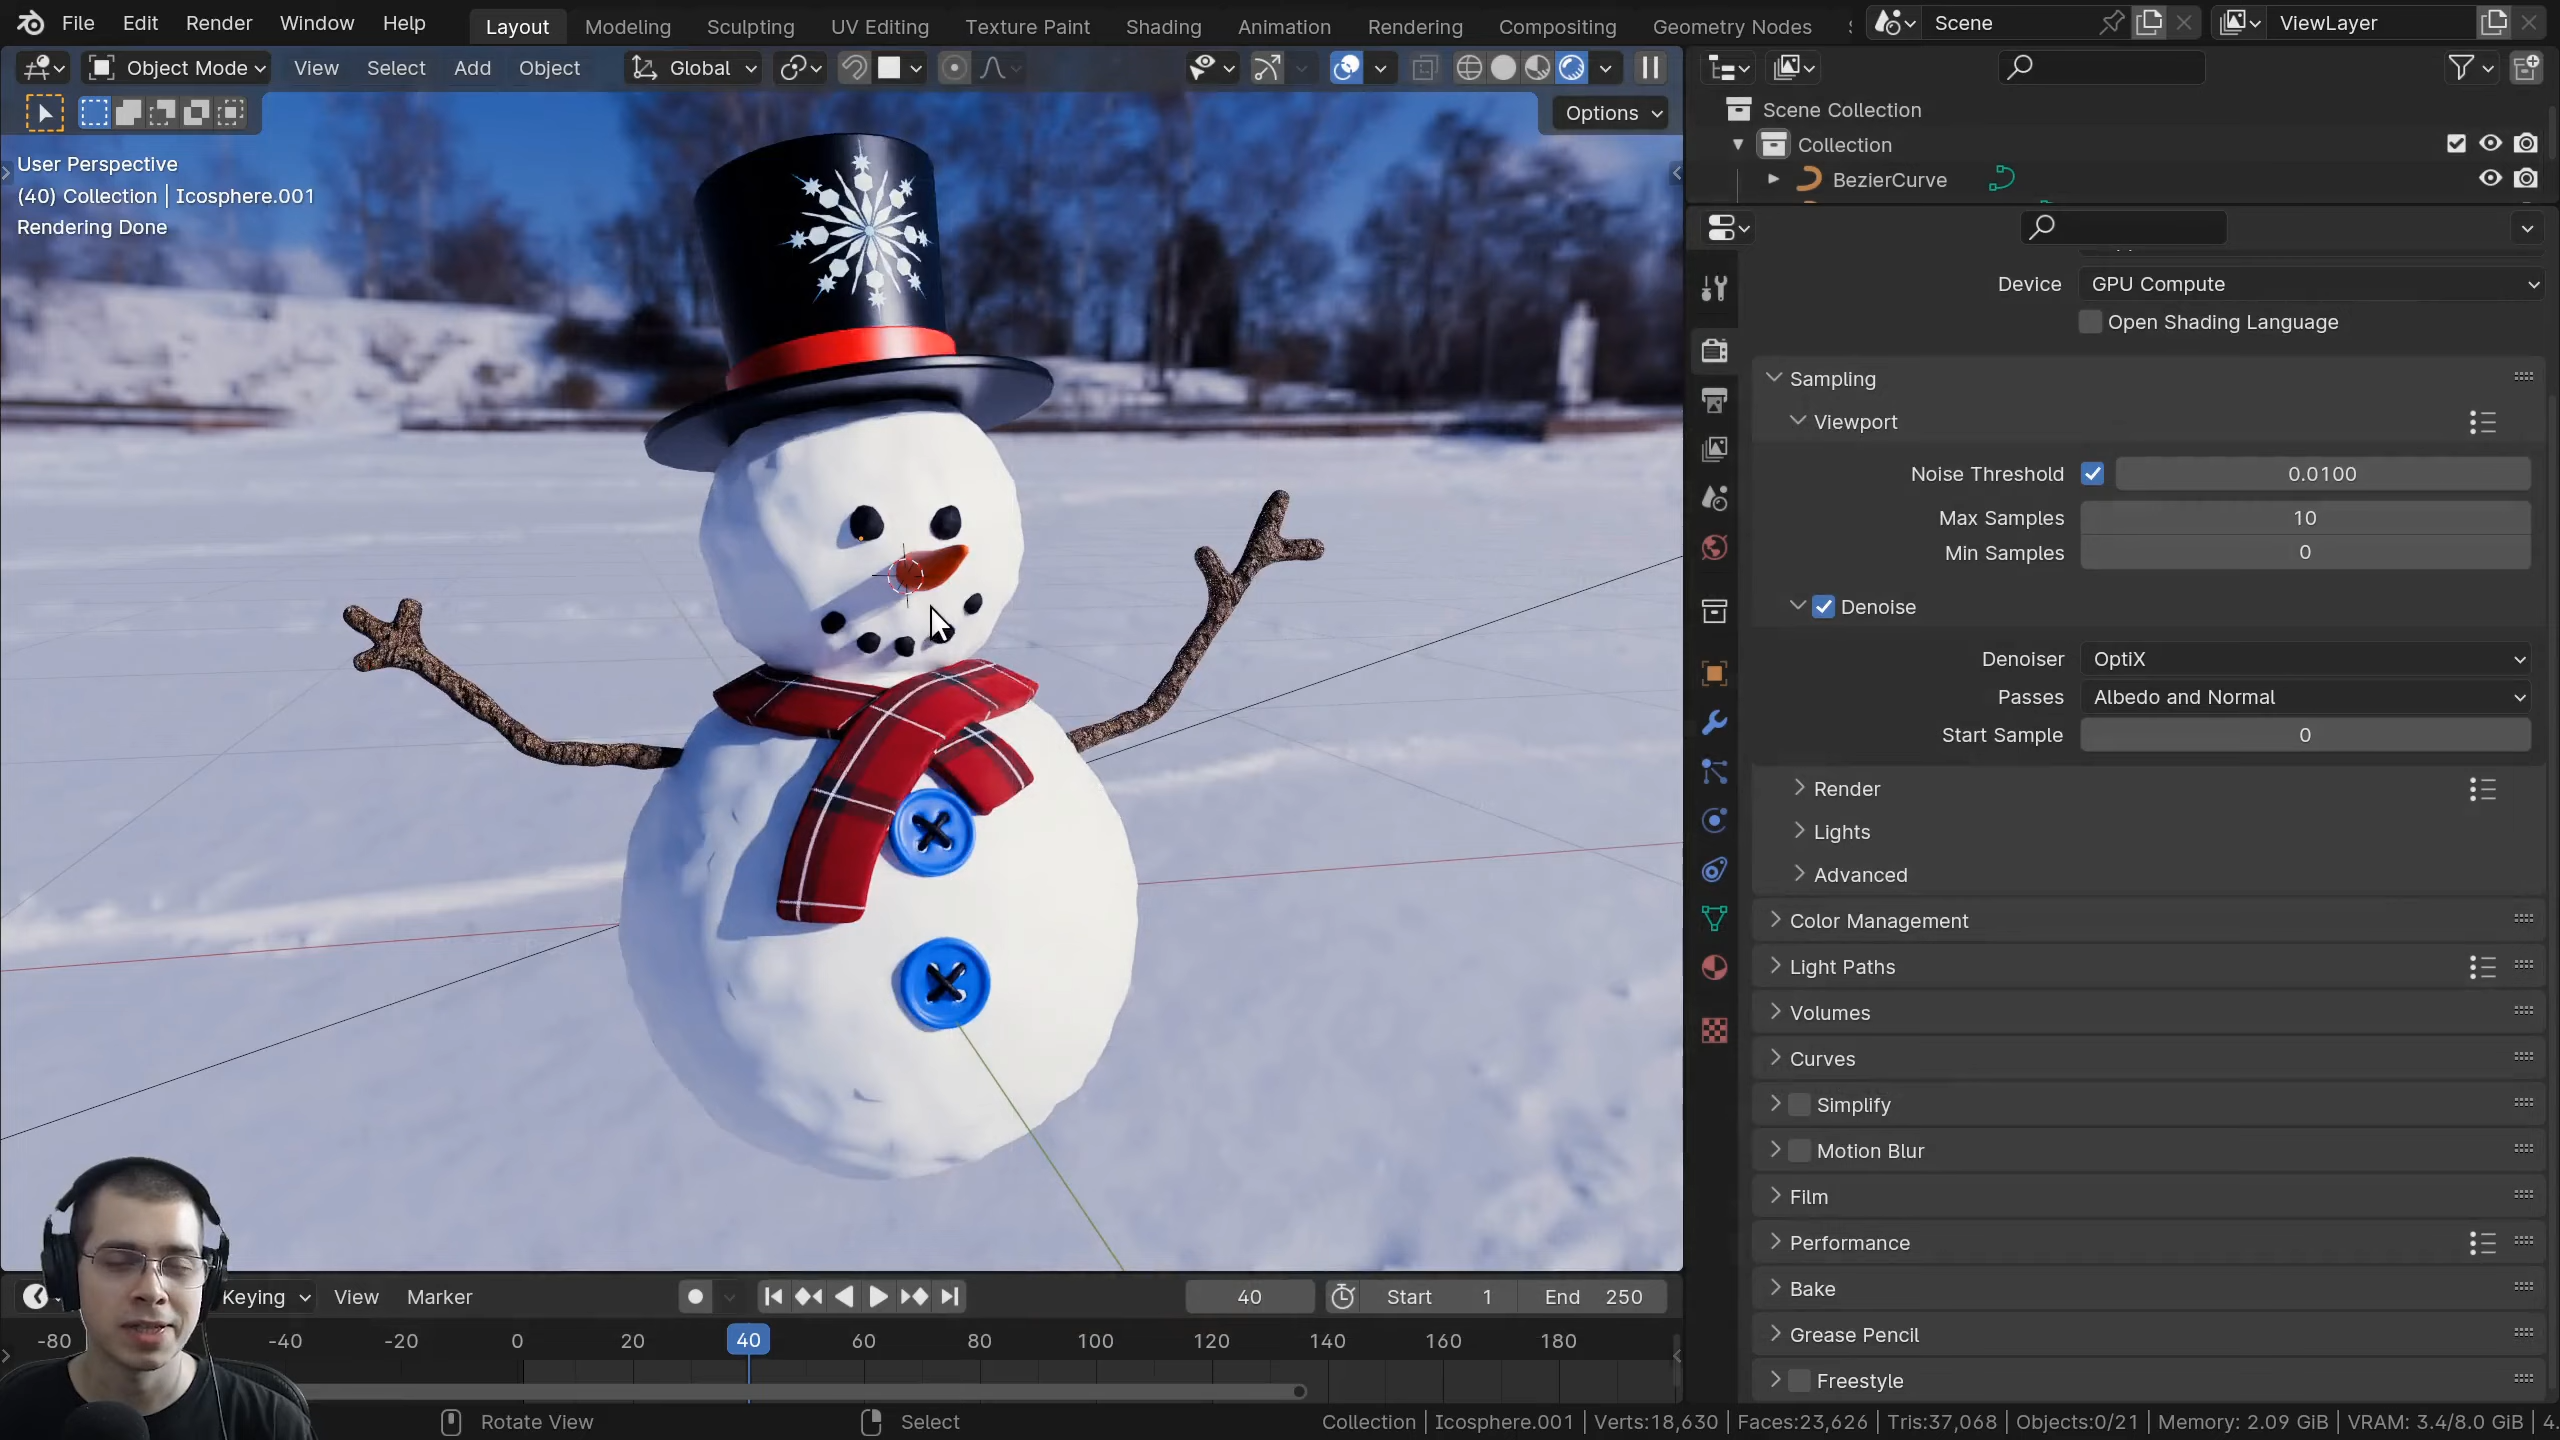 File Edit Render Window Help Layout Modeling Sculpting UV Editing Texture Paint Shading Animation Rendering Compositing Geometry Nodes Scene ViewLayer
Object Mode View Select Add Object Global
Options
Scene Collection
Collection
BezierCurve
User Perspective
(40) Collection | Icosphere.001
Rendering Done
Device GPU Compute
Open Shading Language
Sampling
Viewport
Noise Threshold 0.0100
Max Samples 10
Min Samples 0
Denoise
Denoiser OptiX
Passes Albedo and Normal
Start Sample 0
Render
Lights
Advanced
Color Management
Light Paths
Volumes
Curves
Simplify
Motion Blur
Film
Performance
Bake
Grease Pencil
Freestyle
Keying View Marker 40 Start 1 End 250
-80 -40 -20 0 20 40 60 80 100 120 140 160 180
Rotate View Select Collection | Icosphere.001 | Verts:18,630 | Faces:23,626 | Tris:37,068 | Objects:0/21 | Memory: 2.09 GiB | VRAM: 3.4/8.0 GiB | 4.